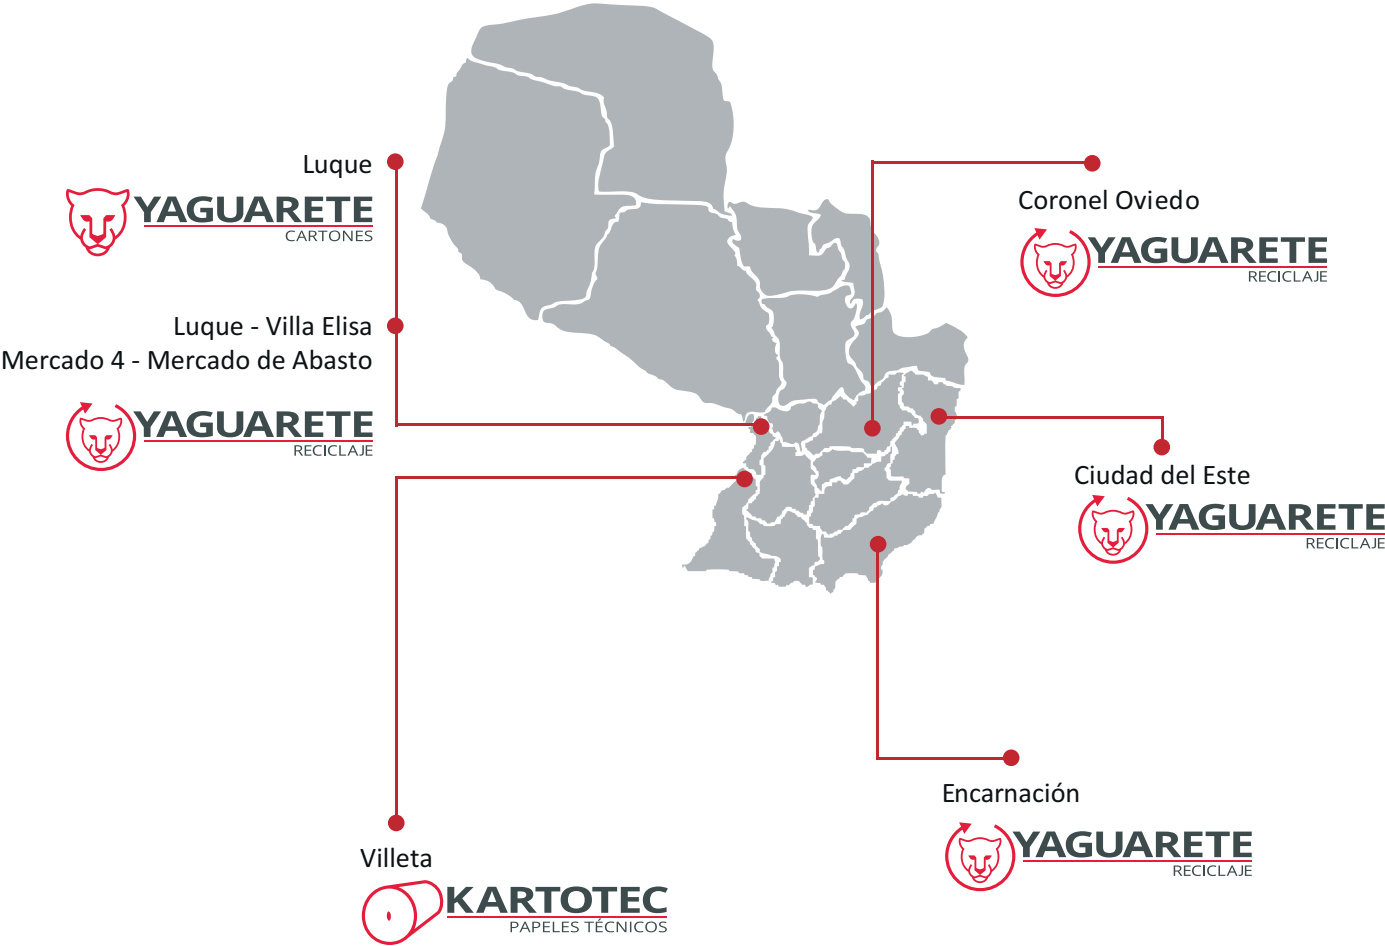 Luque
YAGUARETE
CARTONES
Luque - Villa Elisa
Mercado 4 - Mercado de Abasto
YAGUARETE
RECICLAJE
Coronel Oviedo
YAGUARETE
RECICLAJE
Ciudad del Este
YAGUARETE
RECICLAJE
Encarnación
YAGUARETE
RECICLAJE
Villeta
KARTOTEC
PAPELES TÉCNICOS